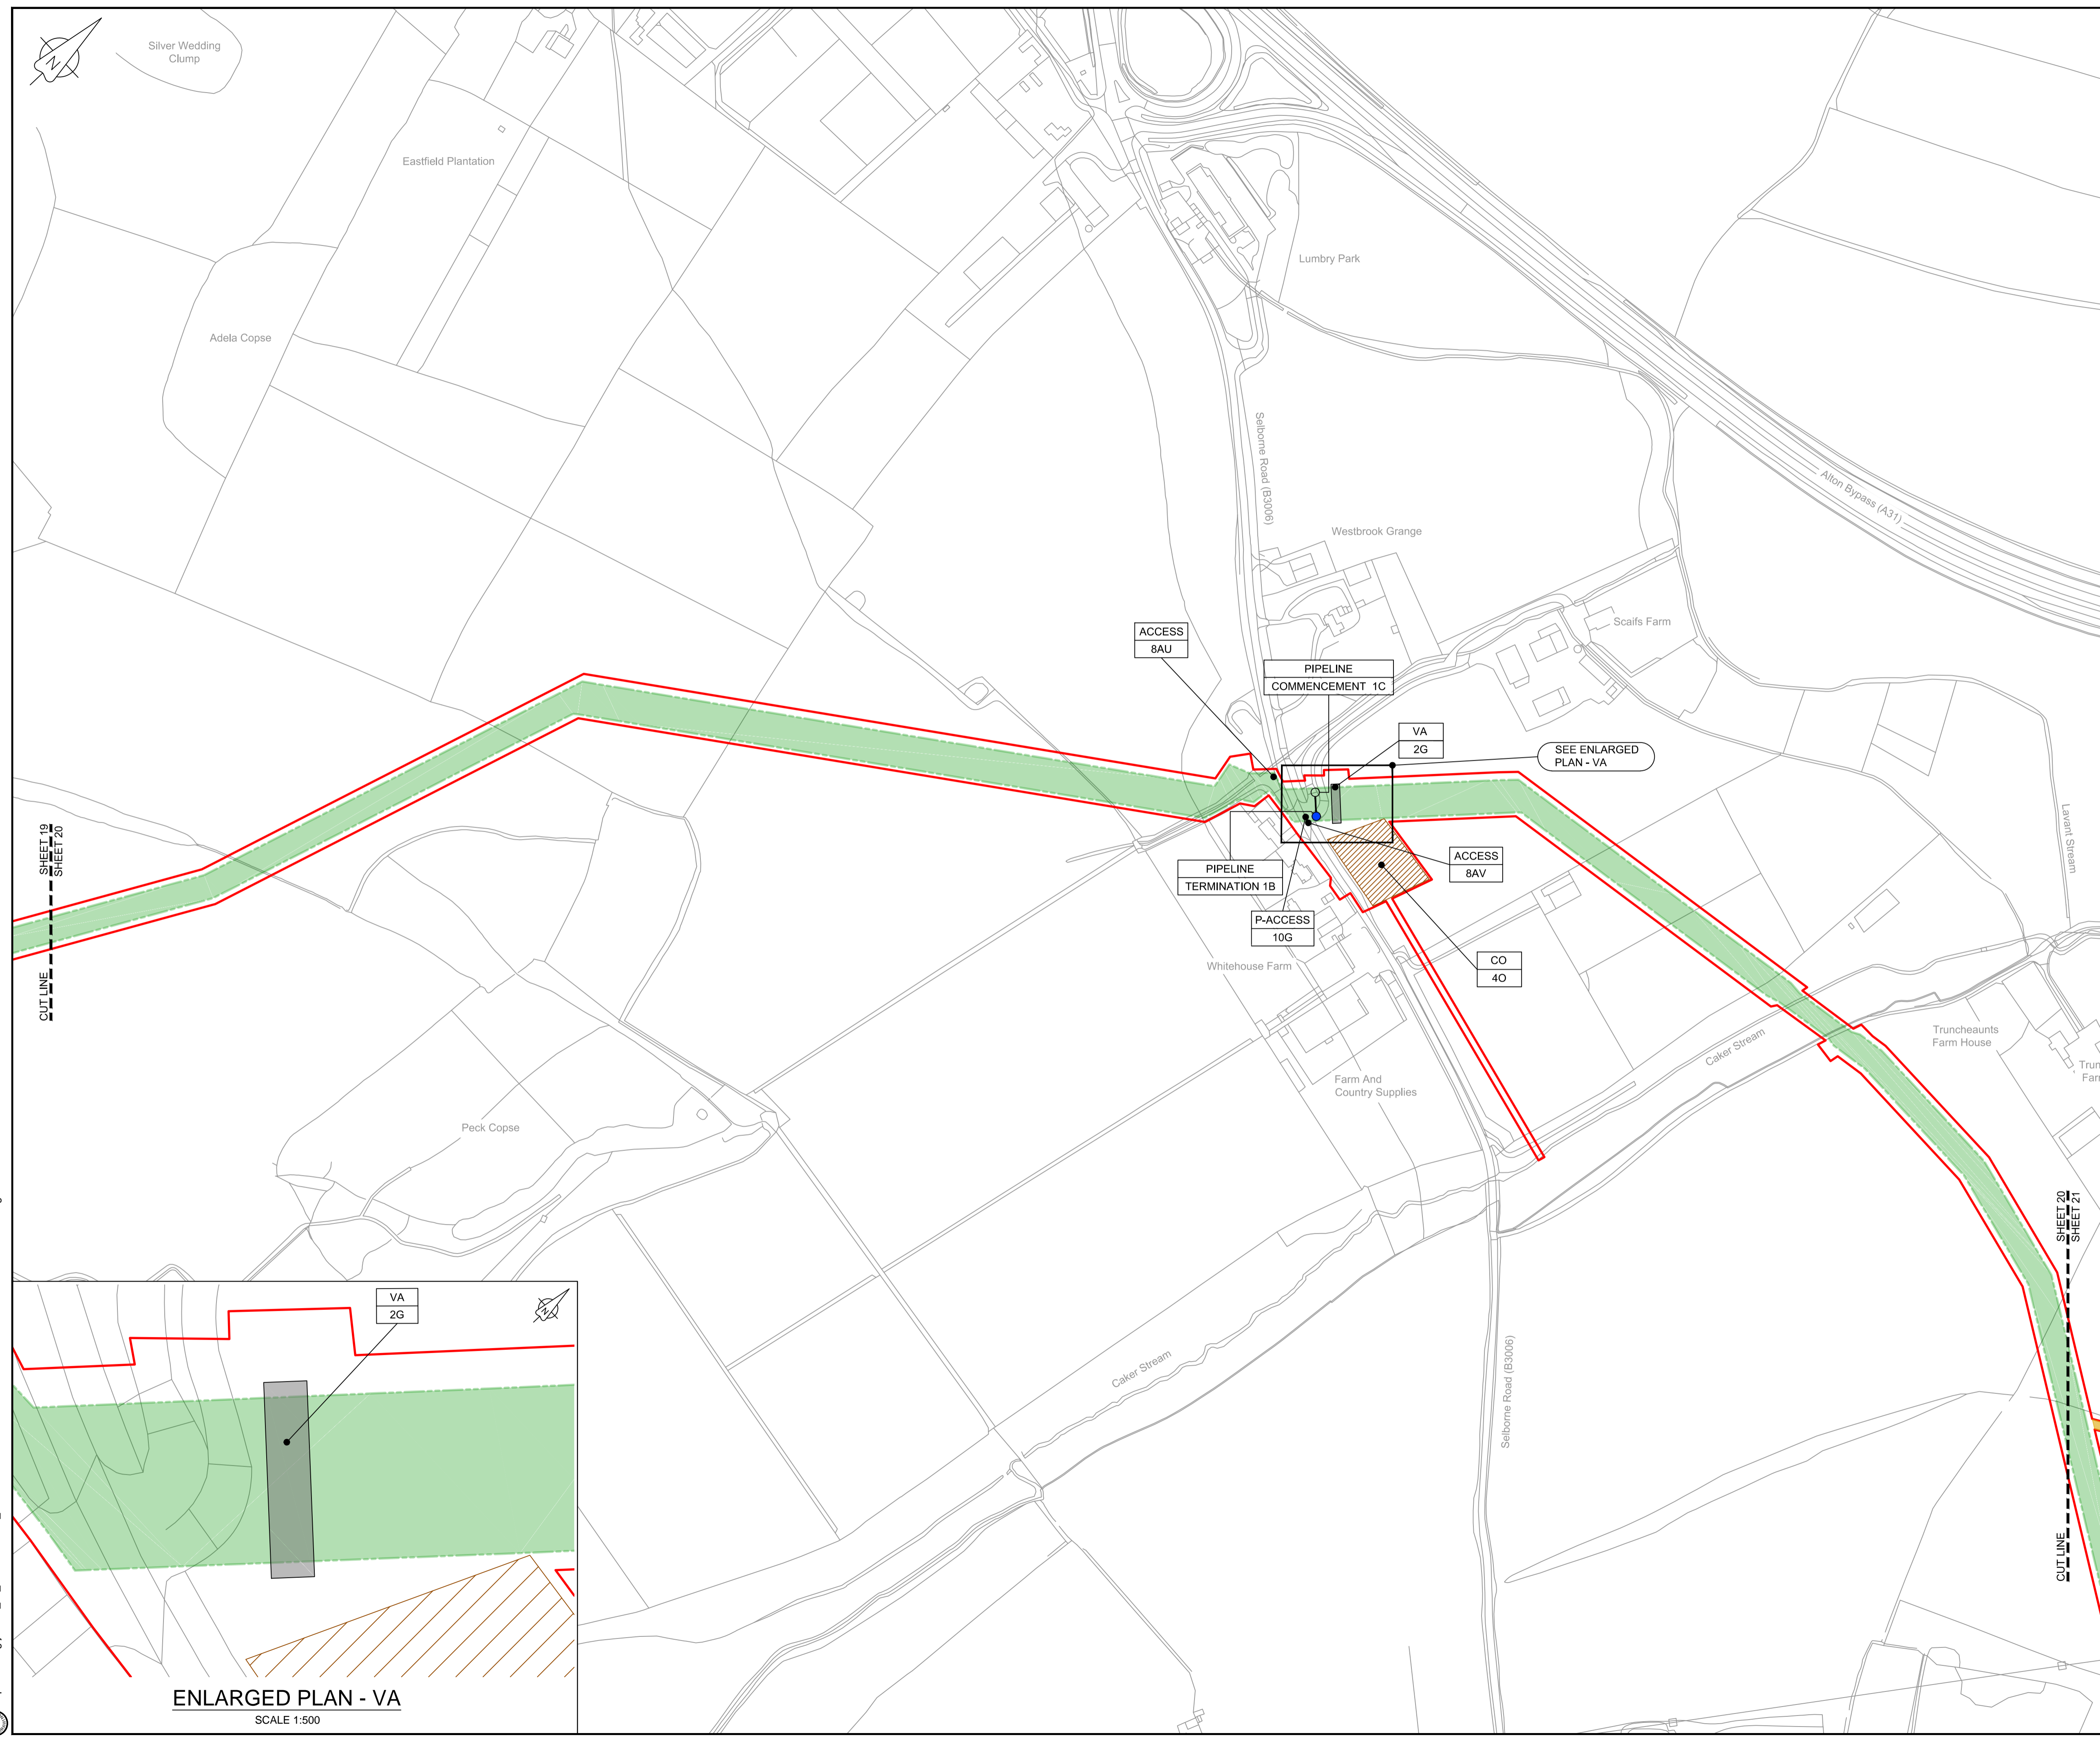 N
Silver Wedding
Clump
Eastfield Plantation
Adela Copse
Lumbry Park
Selborne Road (B3006)
Alton Bypass (A31)
Westbrook Grange
Scaifs Farm
ACCESS
8AU
PIPELINE
COMMENCEMENT 1C
VA
2G
SEE ENLARGED
PLAN - VA
Lavant Stream
SHEET 19
SHEET 20
CUT LINE
PIPELINE
TERMINATION 1B
ACCESS
8AV
P-ACCESS
10G
CO
4O
Whitehouse Farm
Farm And
Country Supplies
Caker Stream
Truncheaunts
Farm House
Peck Copse
SHEET 20
SHEET 21
CUT LINE
Caker Stream
Selborne Road (B3006)
VA
2G
N
ENLARGED PLAN - VA
SCALE 1:500